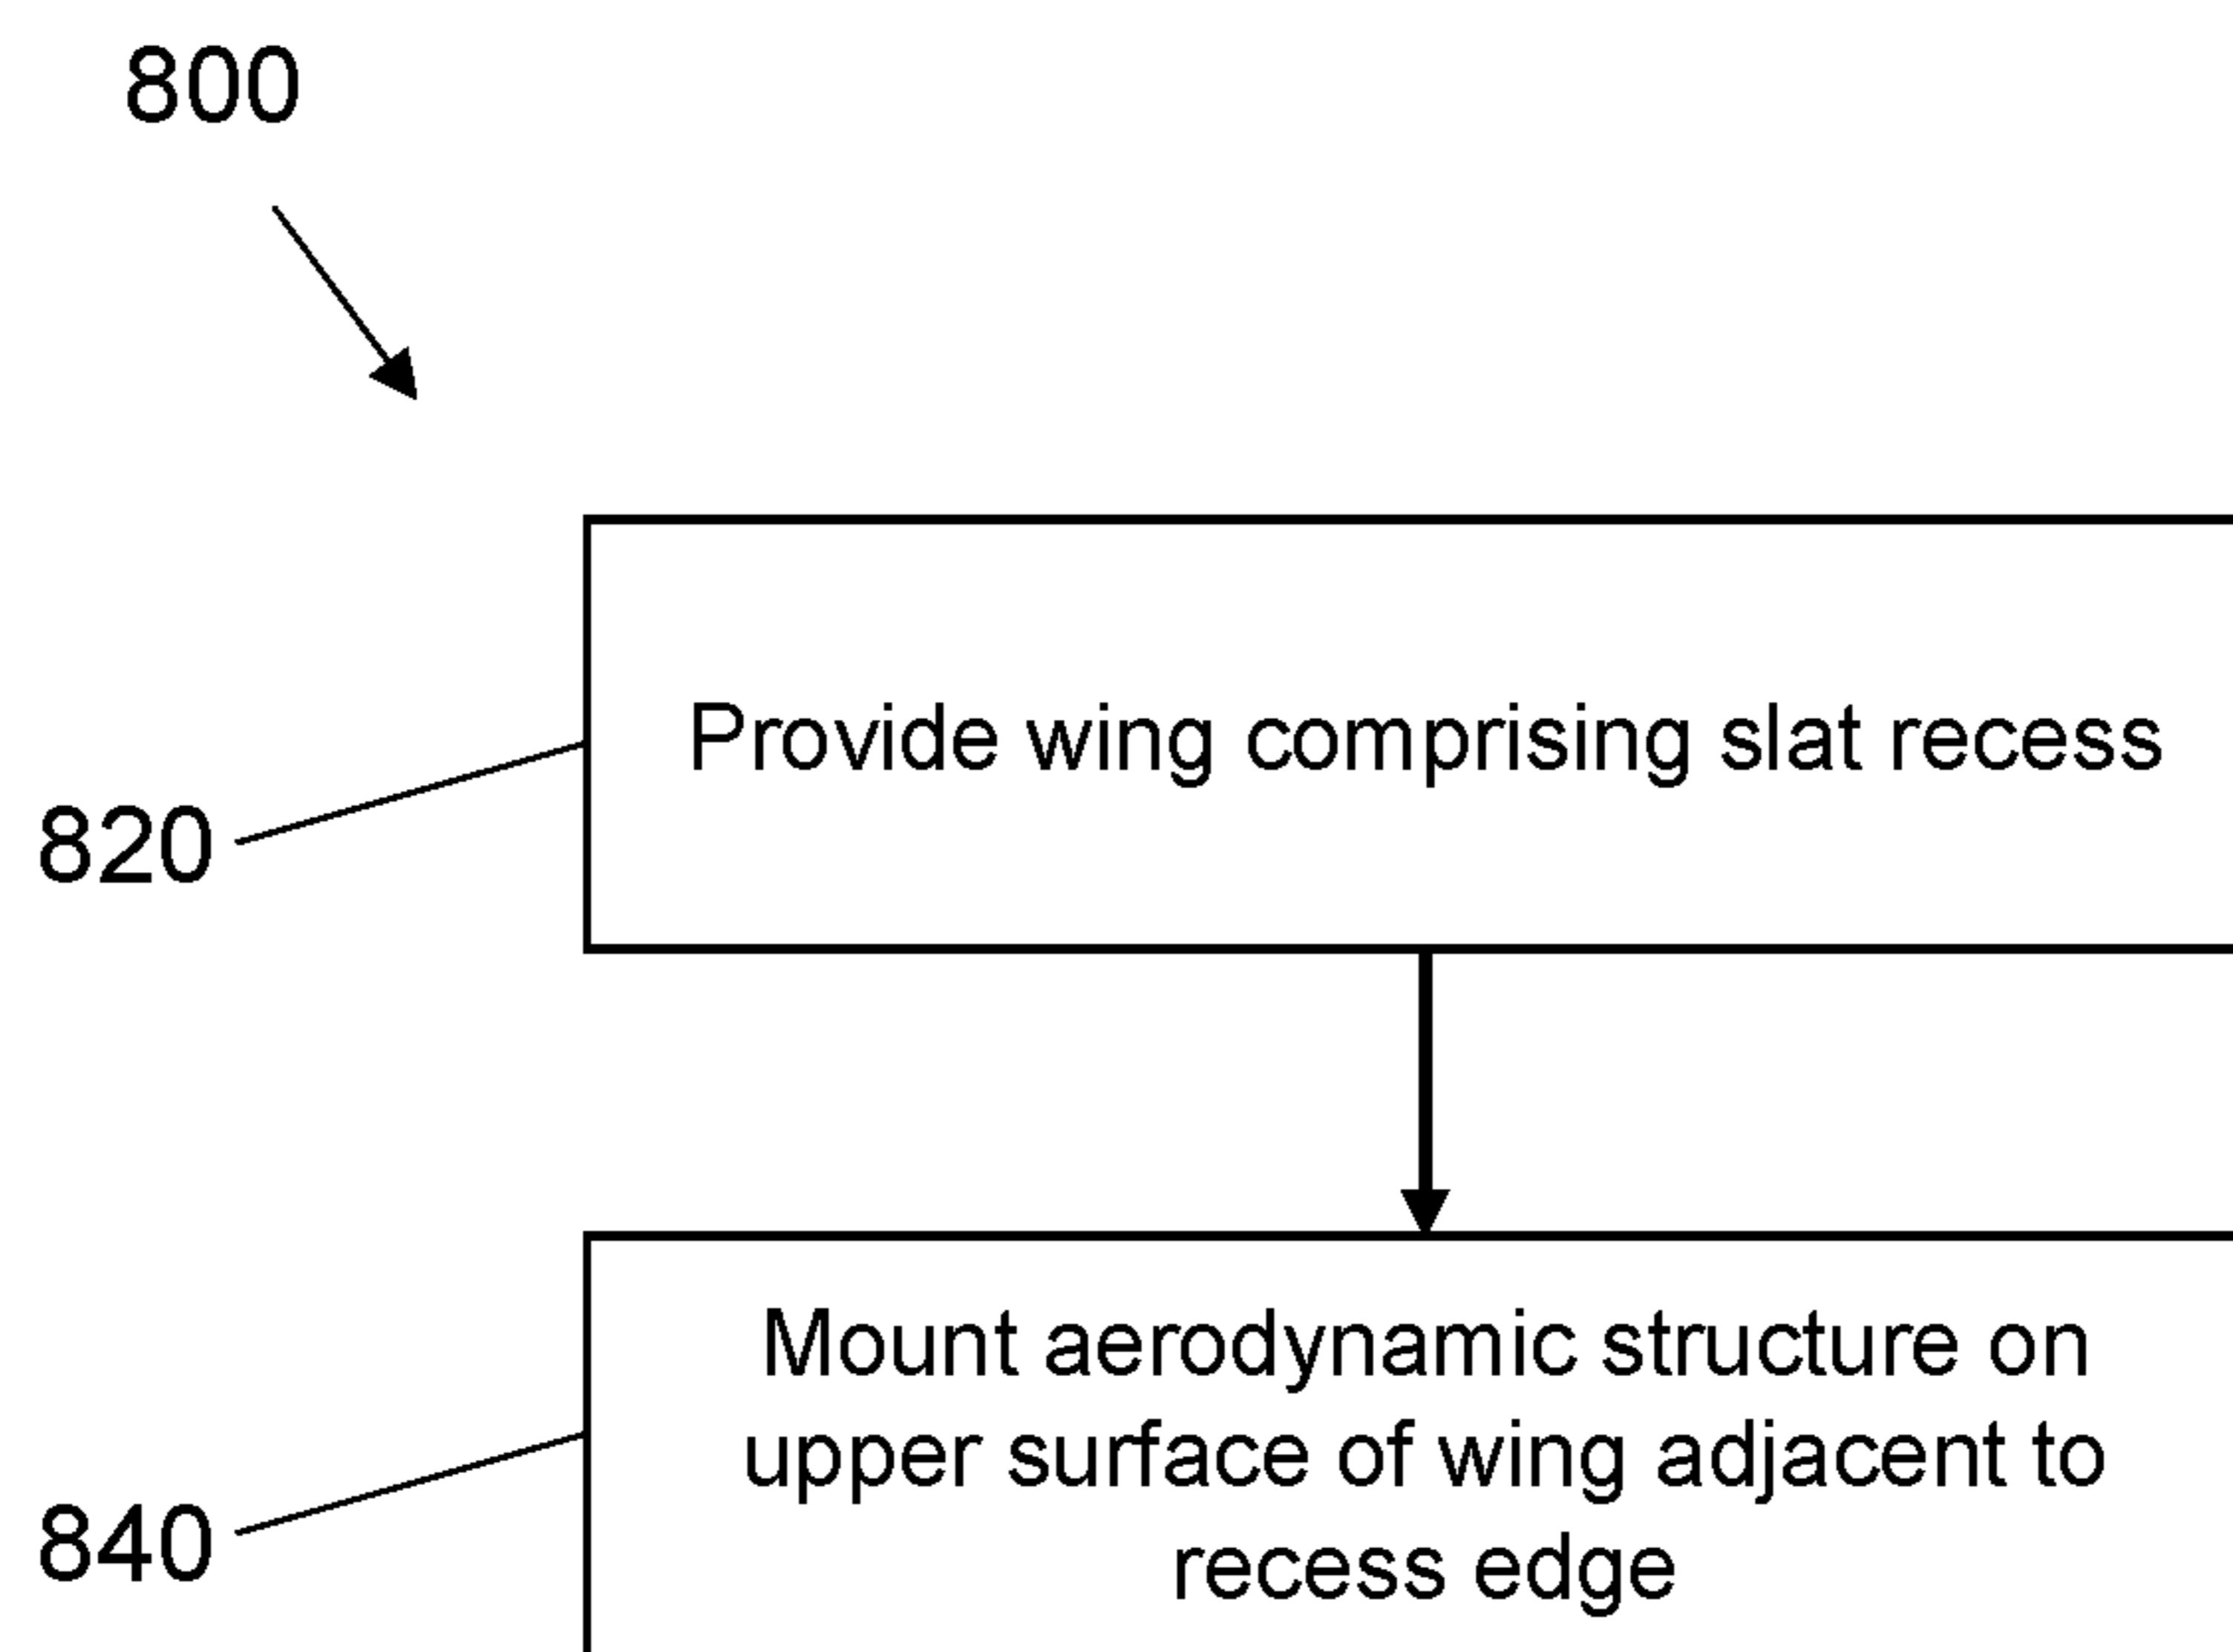 800
Provide wing comprising slat recess
820
Mount aerodynamic structure on
upper surface of wing adjacent to
recess edge
840